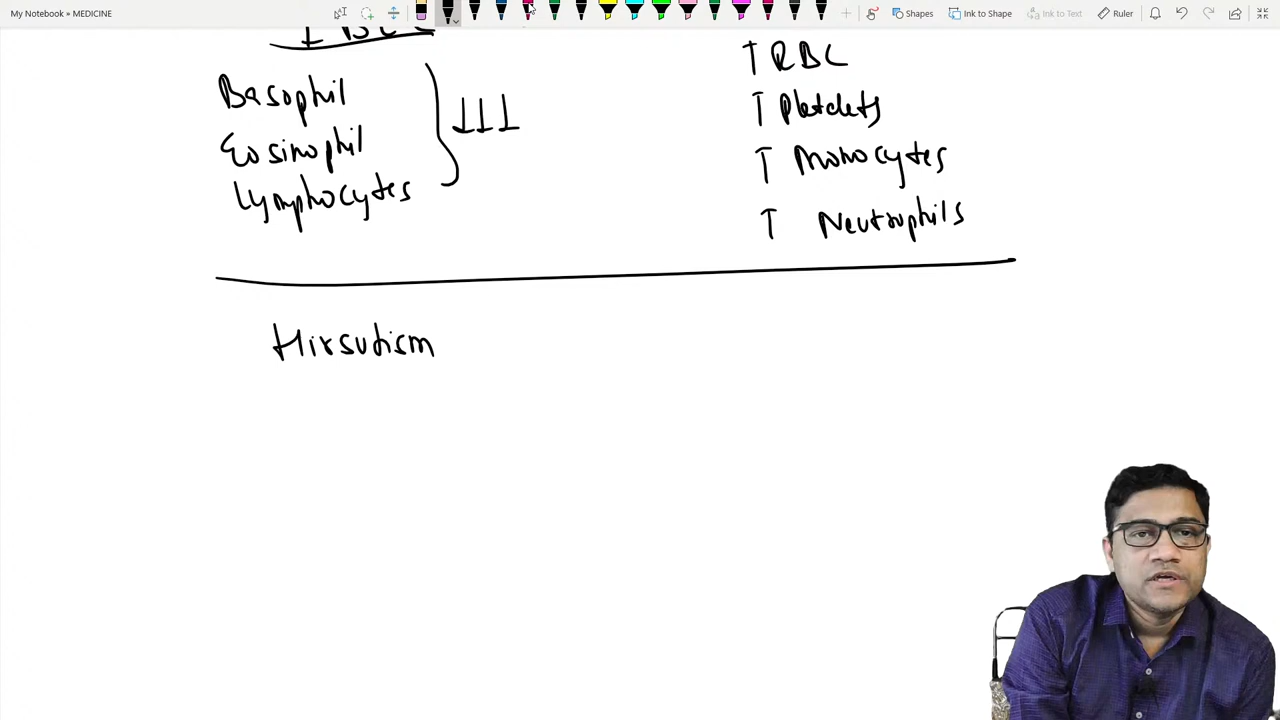 My Notebook = MEDICINE
Shapes
Ink to Shape
Ink to Text
Ruler
Basophil
Eosinophil
Lymphocytes
↓↓↓
↑ RBC
↑ Platelets
↑ Monocytes
↑ Neutrophils
Hirsutism